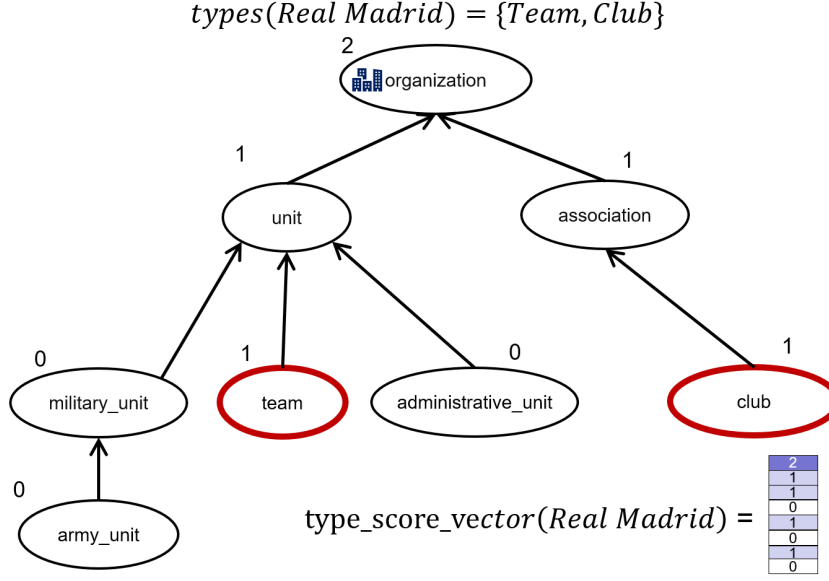 types(Real Madrid) = {Team, Club}
2
organization
1
1
unit
association
0
1
0
1
military_unit
team
administrative_unit
club
0
army_unit
type_score_vector(Real Madrid) =
2
1
1
0
1
0
1
0